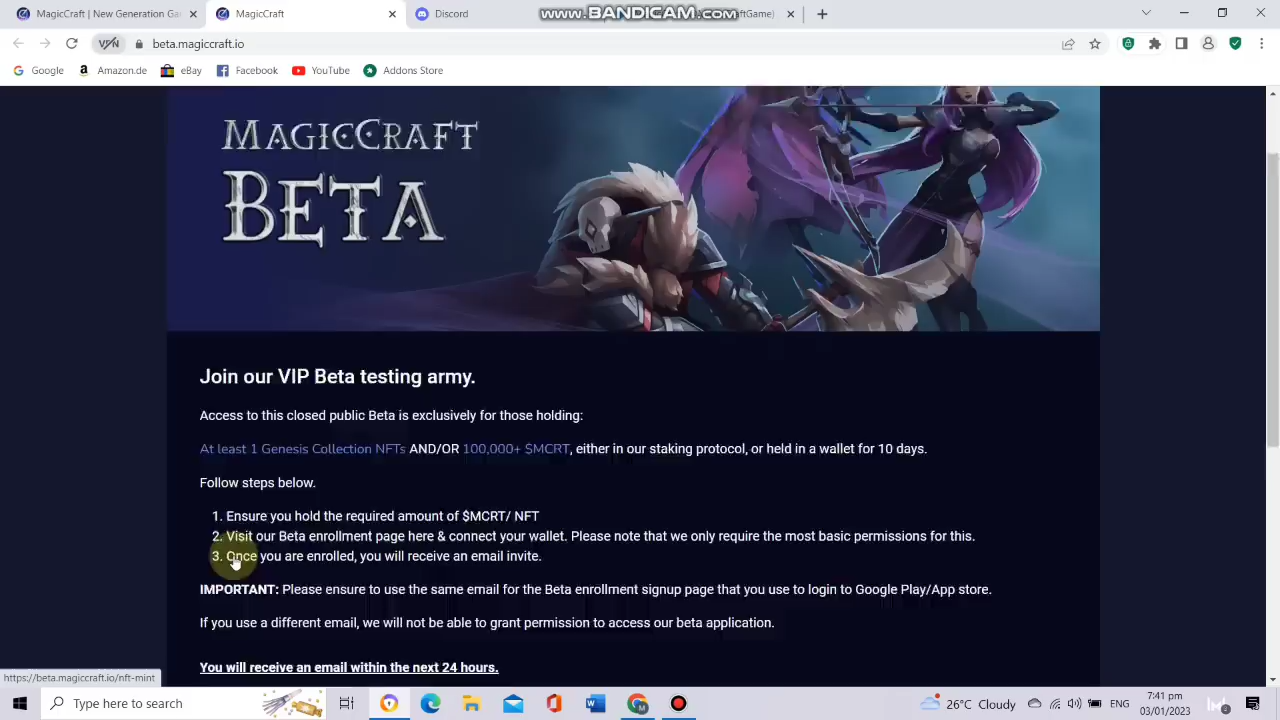 MagicCraft | New Generation Ga
MagicCraft
Discord
ftGame)
www.BANDICAM.com
VPN
beta.magiccraft.io
Google
Amazon.de
eBay
Facebook
YouTube
Addons Store
MAGICCRAFT
BETA
Join our VIP Beta testing army.
Access to this closed public Beta is exclusively for those holding:
At least 1 Genesis Collection NFTs AND/OR 100,000+ $MCRT, either in our staking protocol, or held in a wallet for 10 days.
Follow steps below.
1. Ensure you hold the required amount of $MCRT/ NFT
2. Visit our Beta enrollment page here & connect your wallet. Please note that we only require the most basic permissions for this.
3. Once you are enrolled, you will receive an email invite.
IMPORTANT: Please ensure to use the same email for the Beta enrollment signup page that you use to login to Google Play/App store.
If you use a different email, we will not be able to grant permission to access our beta application.
You will receive an email within the next 24 hours.
https://beta.magiccraft.io/nft-mint
Type here to search
26°C Cloudy
ENG
7:41 pm
03/01/2023